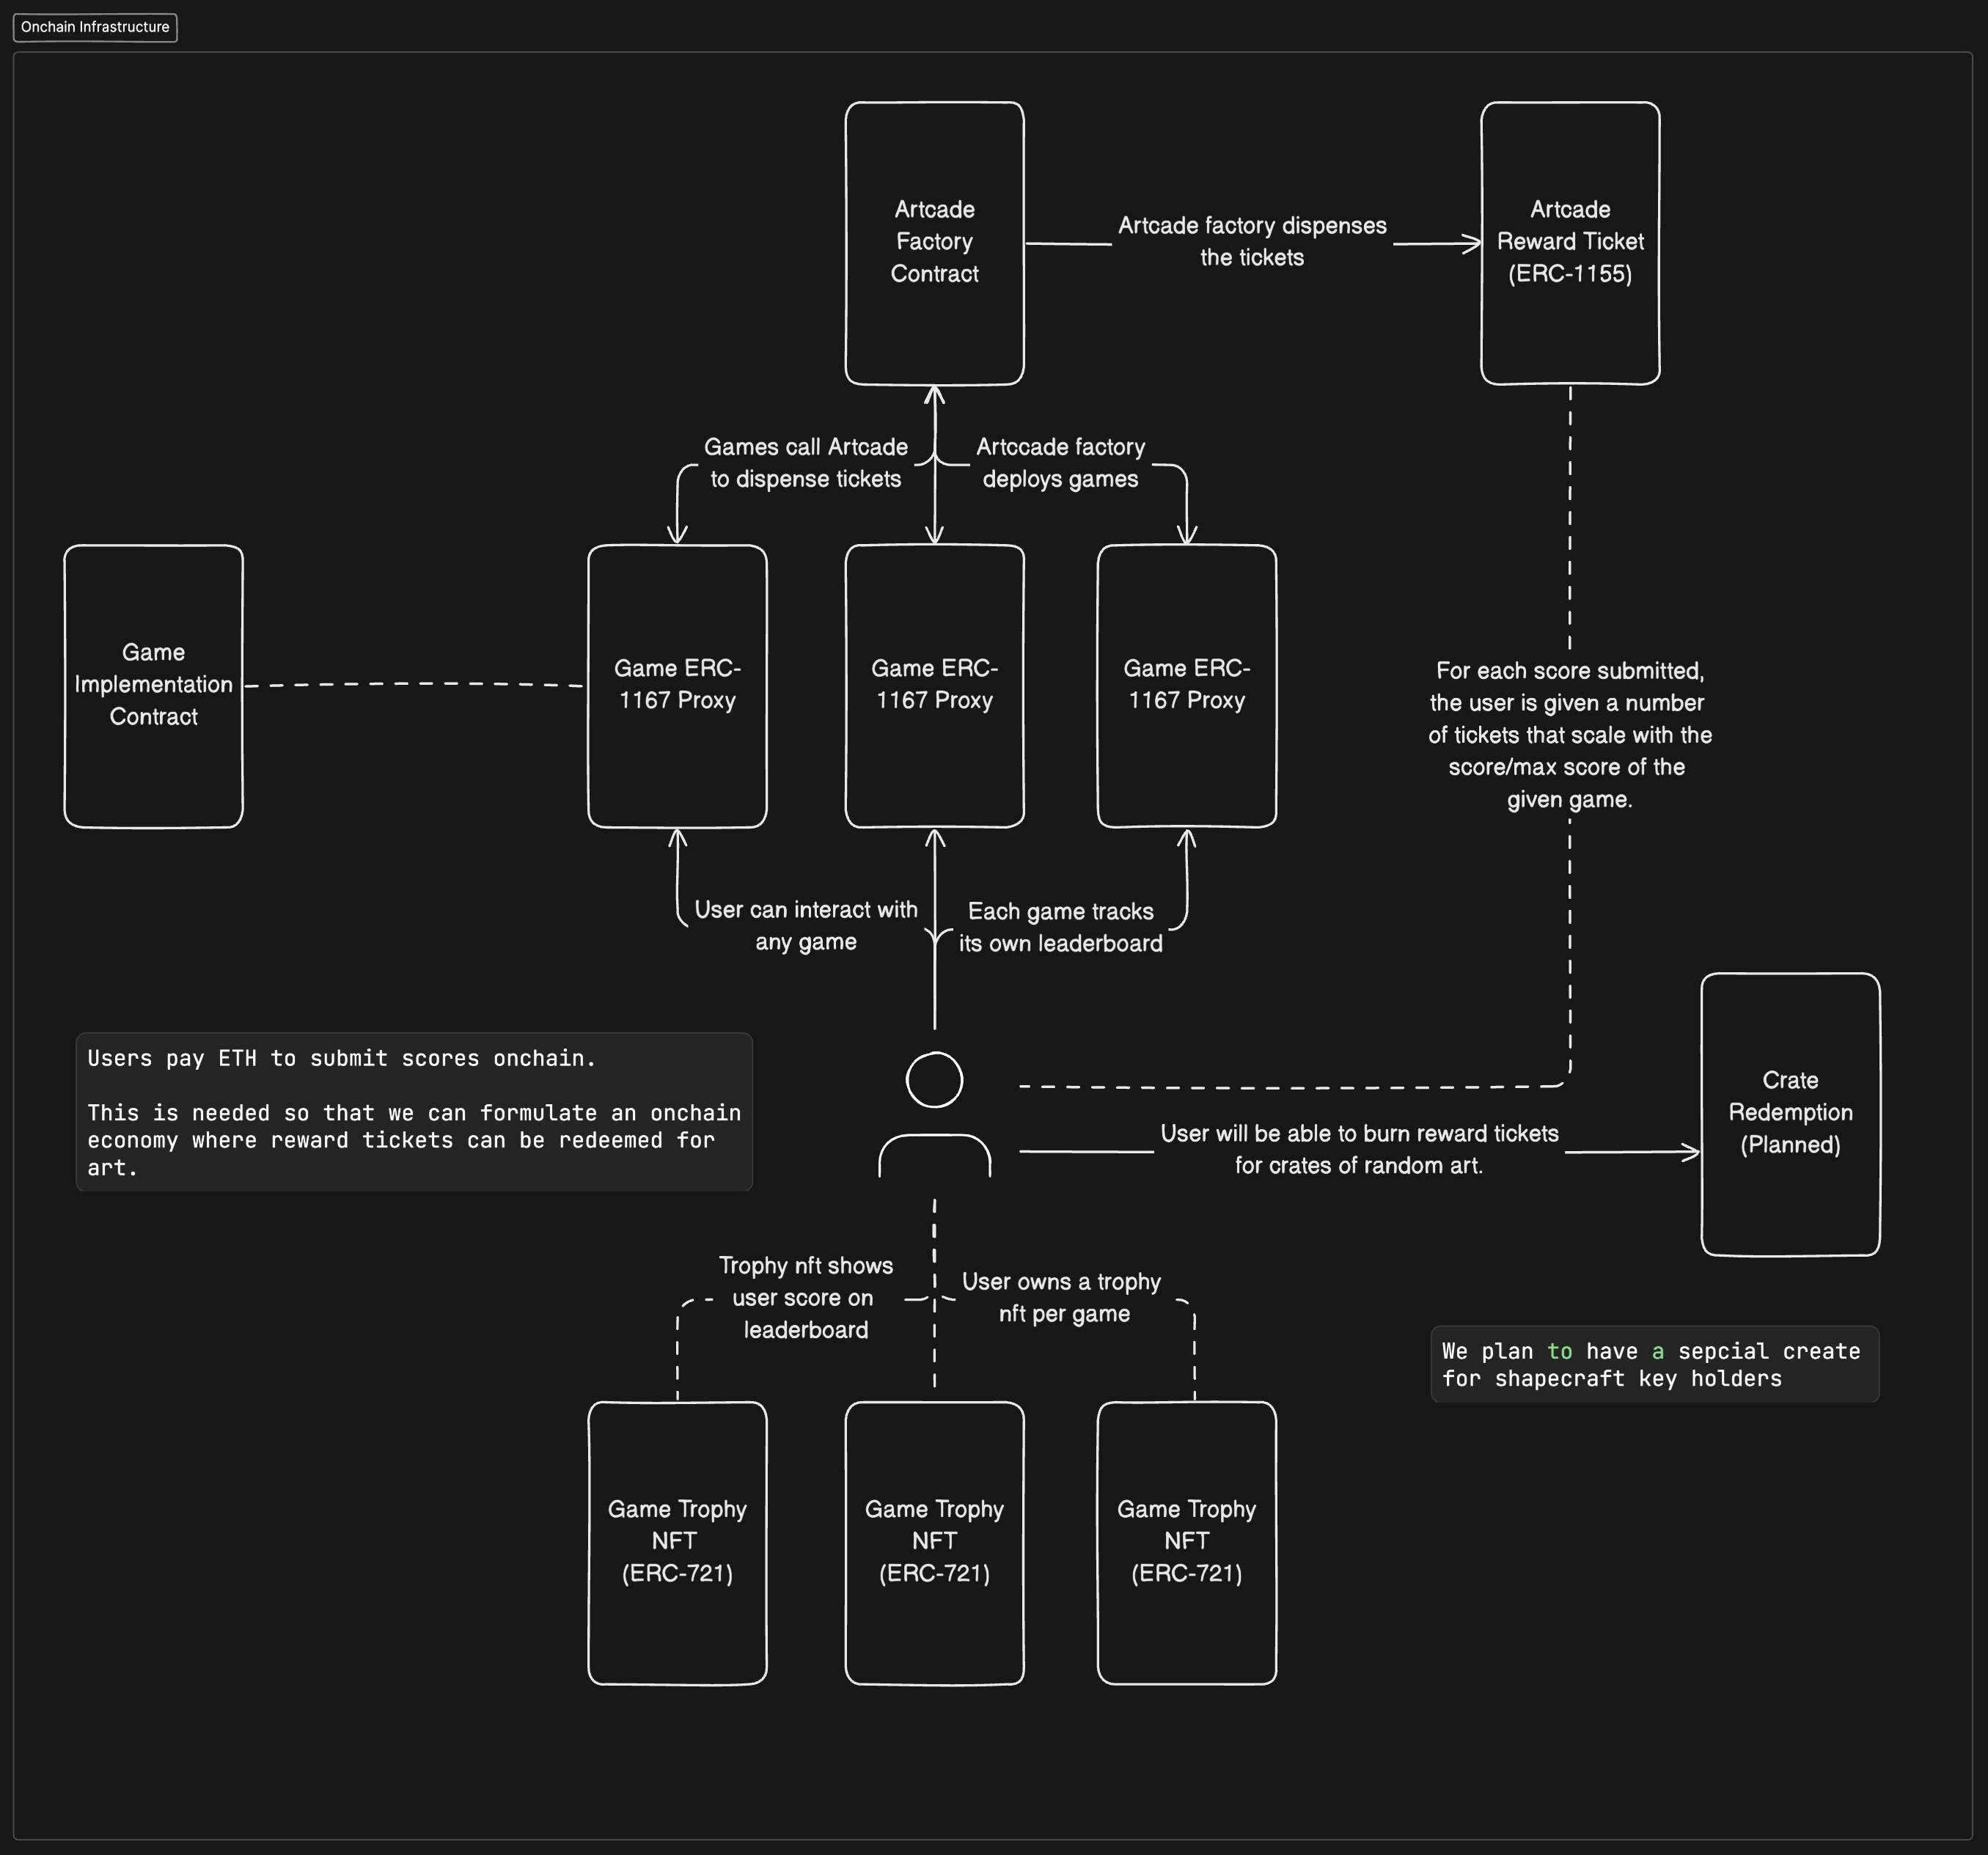 Onchain Infrastructure
Artcade
Factory
Contract
Artcade factory dispenses
the tickets
Artcade
Reward Ticket
(ERC-1155)
Games call Artcade
to dispense tickets
Artccade factory
deploys games
Game
Implementation
Contract
Game ERC-
1167 Proxy
Game ERC-
1167 Proxy
Game ERC-
1167 Proxy
For each score submitted,
the user is given a number
of tickets that scale with the
score/max score of the
given game.
User can interact with
any game
Each game tracks
its own leaderboard
Users pay ETH to submit scores onchain.
This is needed so that we can formulate an onchain
economy where reward tickets can be redeemed for
art.
User will be able to burn reward tickets
for crates of random art.
Crate
Redemption
(Planned)
Trophy nft shows
user score on
leaderboard
User owns a trophy
nft per game
We plan to have a sepcial create
for shapecraft key holders
Game Trophy
NFT
(ERC-721)
Game Trophy
NFT
(ERC-721)
Game Trophy
NFT
(ERC-721)